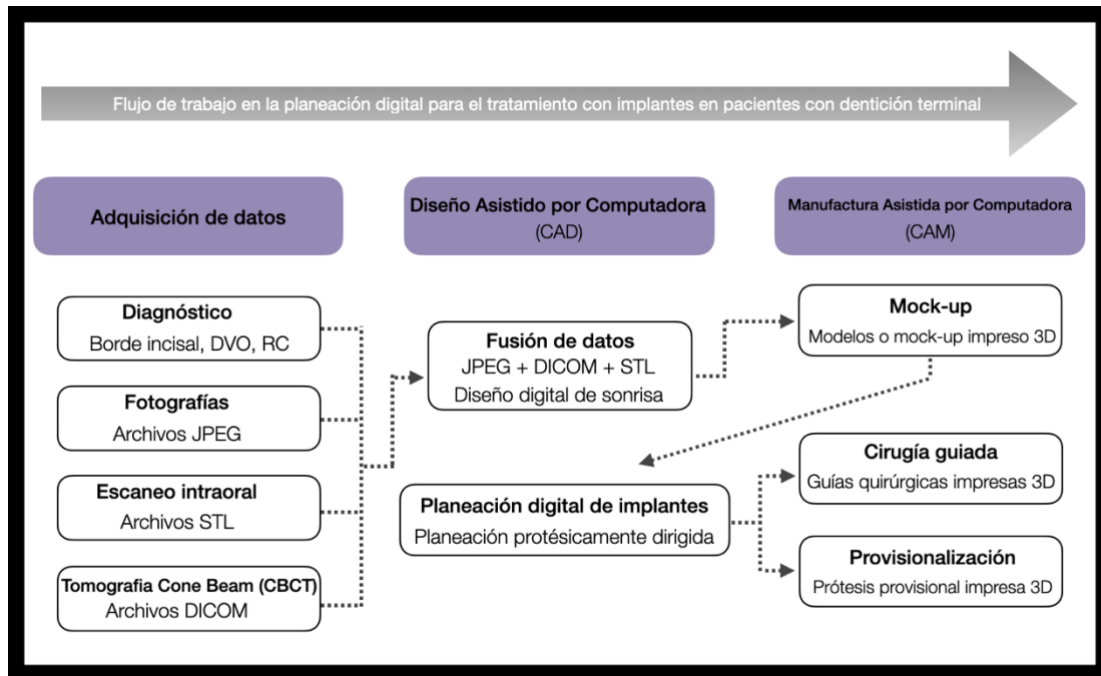 Flujo de trabajo en la planeación digital para el tratamiento con implantes en pacientes con dentición terminal
Adquisición de datos
Diseño Asistido por Computadora
(CAD)
Manufactura Asistida por Computadora
(CAM)
Diagnóstico
Borde incisal, DVO, RC
Fotografías
Archivos JPEG
Escaneo intraoral
Archivos STL
Tomografia Cone Beam (CBCT)
Archivos DICOM
Fusión de datos
JPEG + DICOM + STL
Diseño digital de sonrisa
Planeación digital de implantes
Planeación protésicamente dirigida
Mock-up
Modelos o mock-up impreso 3D
Cirugía guiada
Guías quirúrgicas impresas 3D
Provisionalización
Prótesis provisional impresa 3D